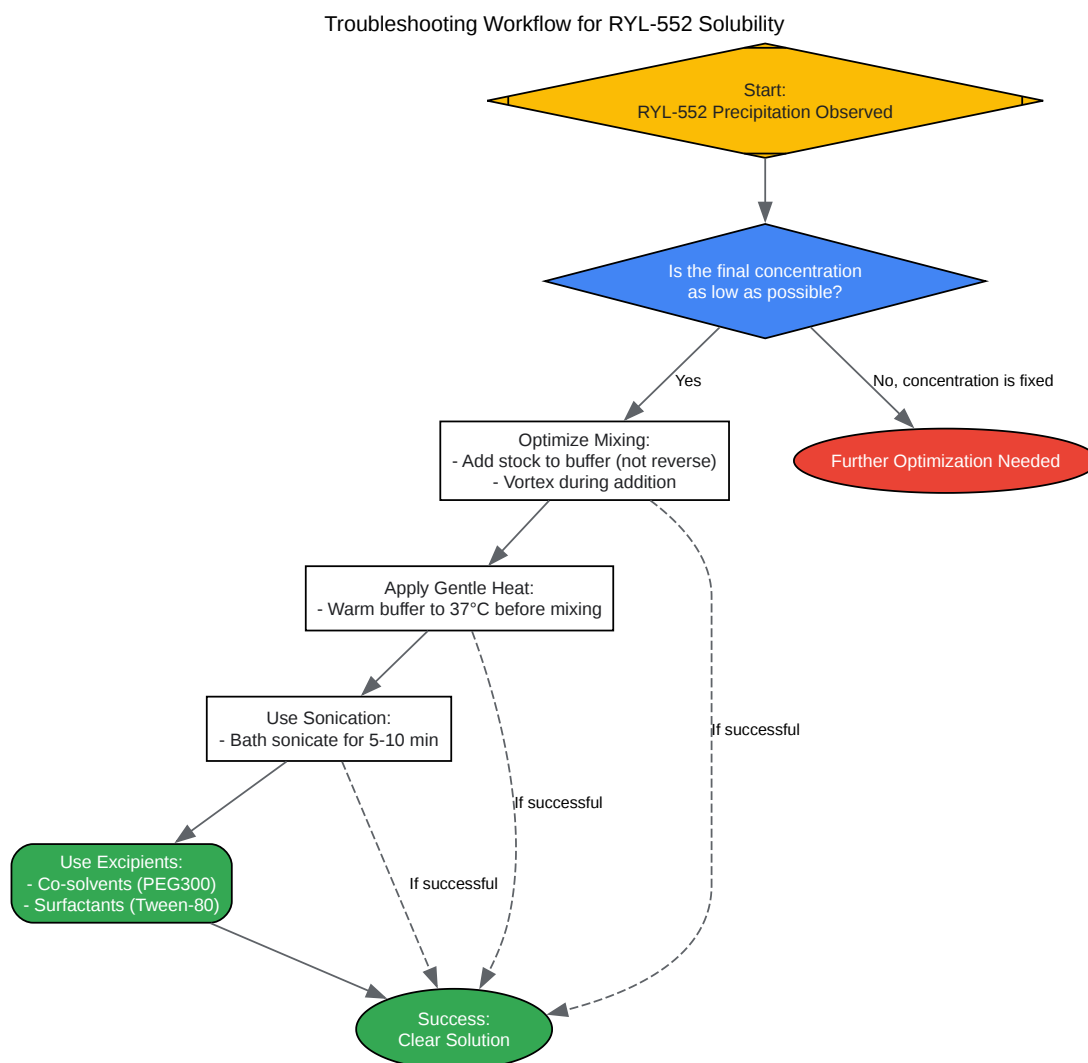 Troubleshooting Workflow for RYL-552 Solubility
Start:
RYL-552 Precipitation Observed
Is the final concentration
as low as possible?
Yes
No, concentration is fixed
Optimize Mixing:
- Add stock to buffer (not reverse)
- Vortex during addition
Further Optimization Needed
Apply Gentle Heat:
- Warm buffer to 37°C before mixing
Use Sonication:
- Bath sonicate for 5-10 min
If successful
If successful
Use Excipients:
- Co-solvents (PEG300)
- Surfactants (Tween-80)
If successful
Success:
Clear Solution